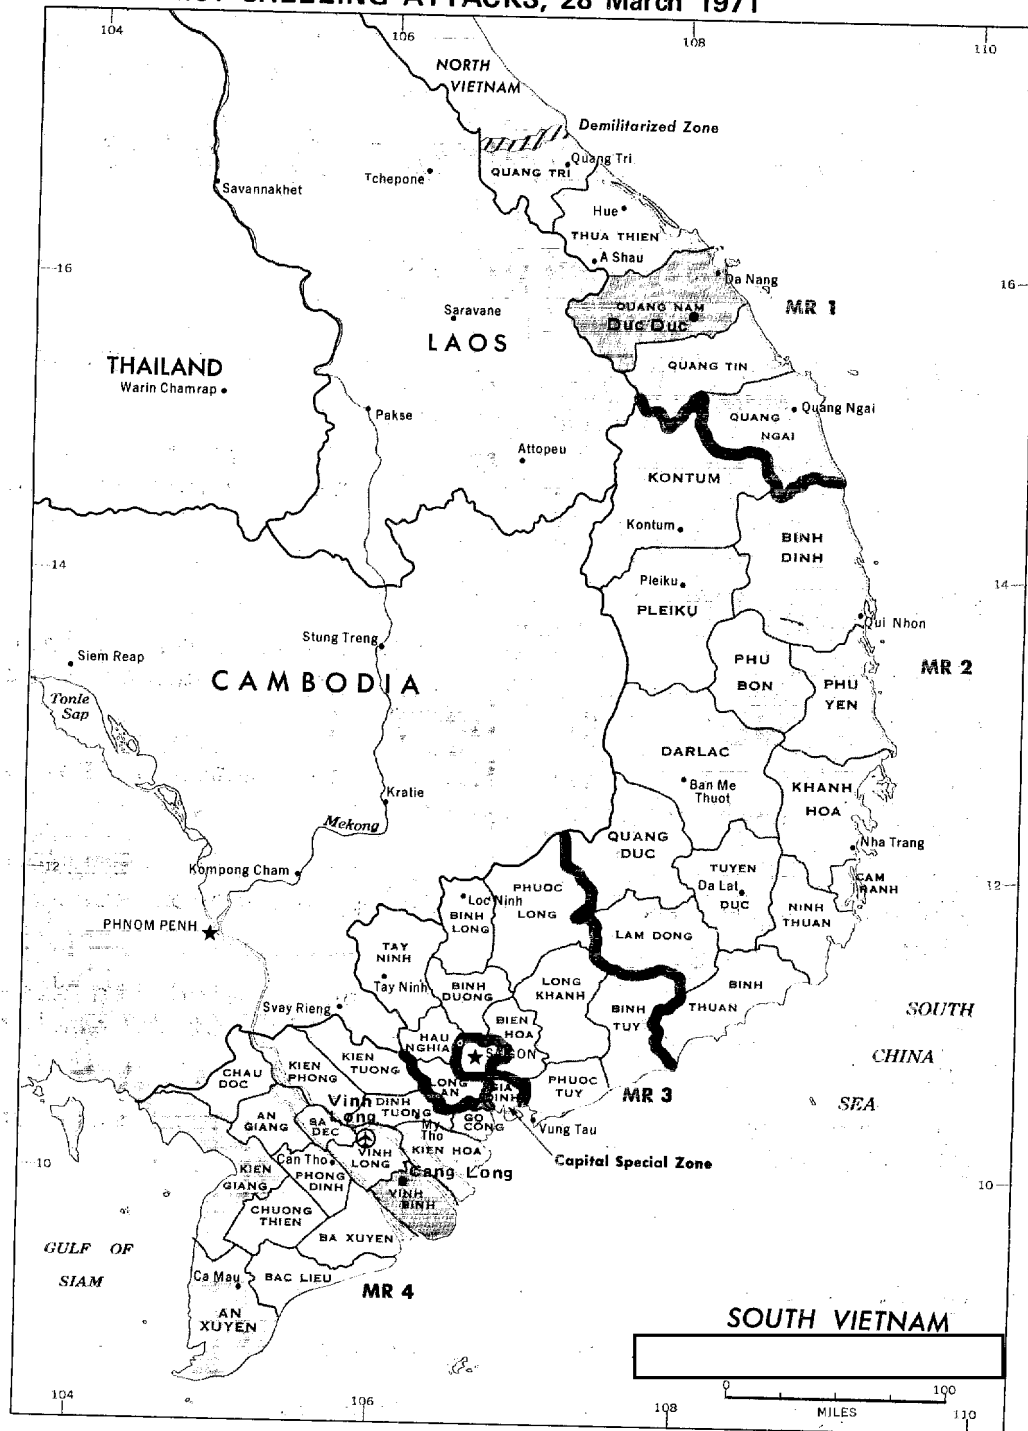 SHELLING ATTACKS, 28 March 1971
104
106
108
110
NORTH
VIETNAM
Demilitarized Zone
Quang Tri
QUANG TRI
Tchepone
Savannakhet
Hue
THUA THIEN
A Shau
16
16
Da Nang
QUANG NAM
Duc Duc
MR 1
Saravane
LAOS
QUANG TIN
THAILAND
Warin Chamrap
Pakse
Quang Ngai
QUANG
NGAI
Attopeu
KONTUM
Kontum
BINH
DINH
14
14
Pleiku
PLEIKU
Stung Treng
Qui Nhon
Siem Reap
CAMBODIA
PHU
BON
PHU
YEN
MR 2
Tonle
Sap
DARLAC
Ban Me
Thuot
KHANH
HOA
Kratie
Mekong
QUANG
DUC
Nha Trang
12
12
Kompong Cham
TUYEN
DUC
Da Lat
CAM
RANH
PHUOC
LONG
Loc Ninh
BINH
LONG
NINH
THUAN
PHNOM PENH
LAM DONG
TAY
NINH
Tay Ninh
BINH
DUONG
LONG
KHANH
BINH
THUAN
BINH
TUY
Svay Rieng
BIEN
HOA
HAU
NGHIA
SAIGON
SOUTH
CHINA
SEA
KIEN
TUONG
KIEN
PHONG
CHAU
DOC
LONG
AN
GIA
DINH
PHUOC
TUY
MR 3
Vinh
Long
DINH
TUONG
My
Tho
GO
CONG
Vung Tau
AN
GIANG
SA
DEC
VINH
LONG
KIEN HOA
Capital Special Zone
10
10
Can Tho
PHONG
DINH
Cang Long
KIEN
GIANG
VINH
BINH
CHUONG
THIEN
BA XUYEN
GULF OF
SIAM
Ca Mau
BAC LIEU
MR 4
AN
XUYEN
SOUTH VIETNAM
0
100
MILES
104
106
108
110